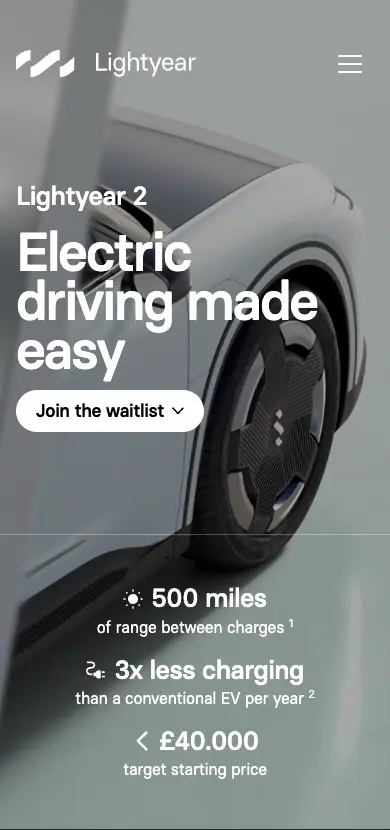 Lightyear
Lightyear 2
Electric
driving made
easy
Join the waitlist
500 miles
of range between charges ¹
3x less charging
than a conventional EV per year ²
< £40.000
target starting price